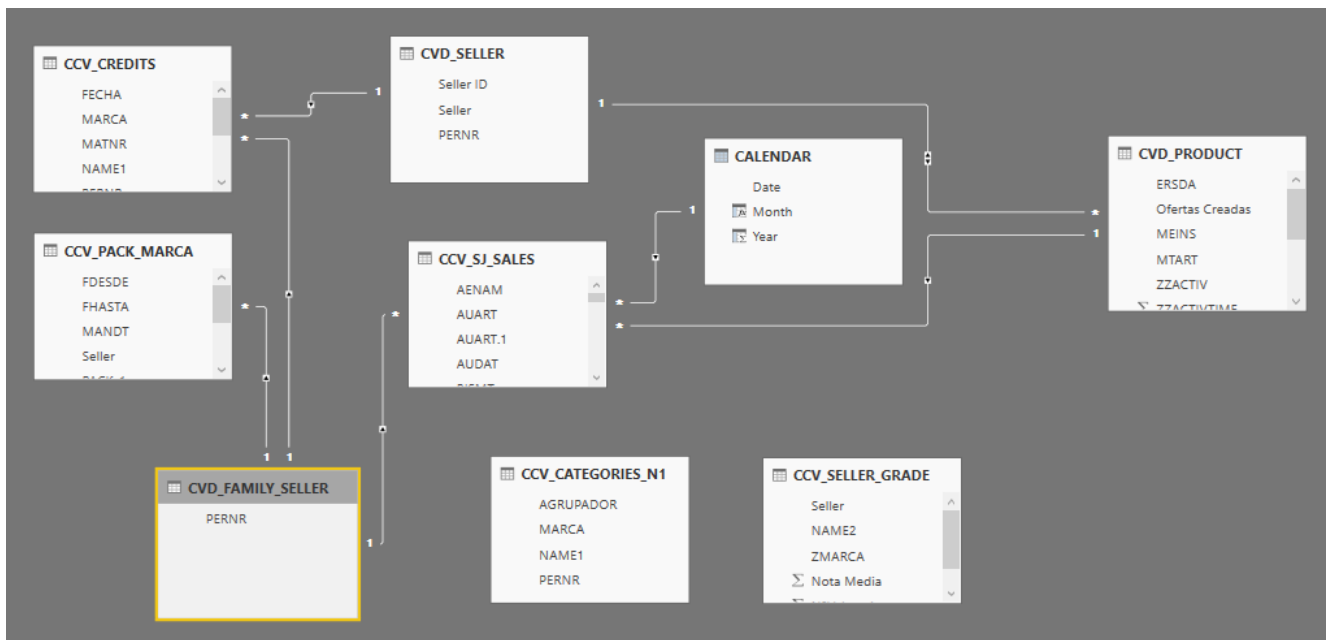 CCV_CREDITS
FECHA
MARCA
MATNR
NAME1
CVD_SELLER
Seller ID
Seller
PERNR
CALENDAR
Date
Month
Year
CVD_PRODUCT
ERSDA
Ofertas Creadas
MEINS
MTART
ZZACTIV
ZZACTIVTIME
CCV_PACK_MARCA
FDESDE
FHASTA
MANDT
Seller
CCV_SJ_SALES
AENAM
AUART
AUART.1
AUDAT
CVD_FAMILY_SELLER
PERNR
CCV_CATEGORIES_N1
AGRUPADOR
MARCA
NAME1
PERNR
CCV_SELLER_GRADE
Seller
NAME2
ZMARCA
Σ Nota Media
1
*
*
1
*
1
1
*
*
*
*
1
1
1
1